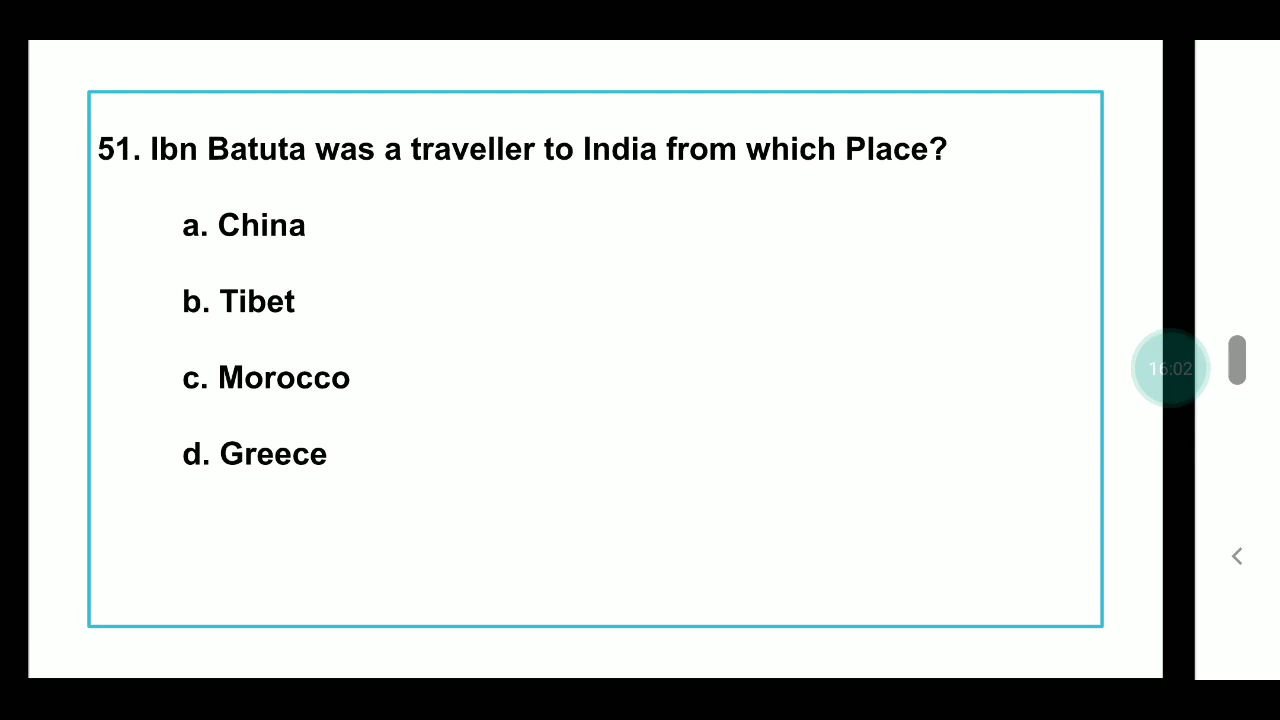 51. Ibn Batuta was a traveller to India from which Place?
a. China
b. Tibet
c. Morocco
d. Greece
16:02